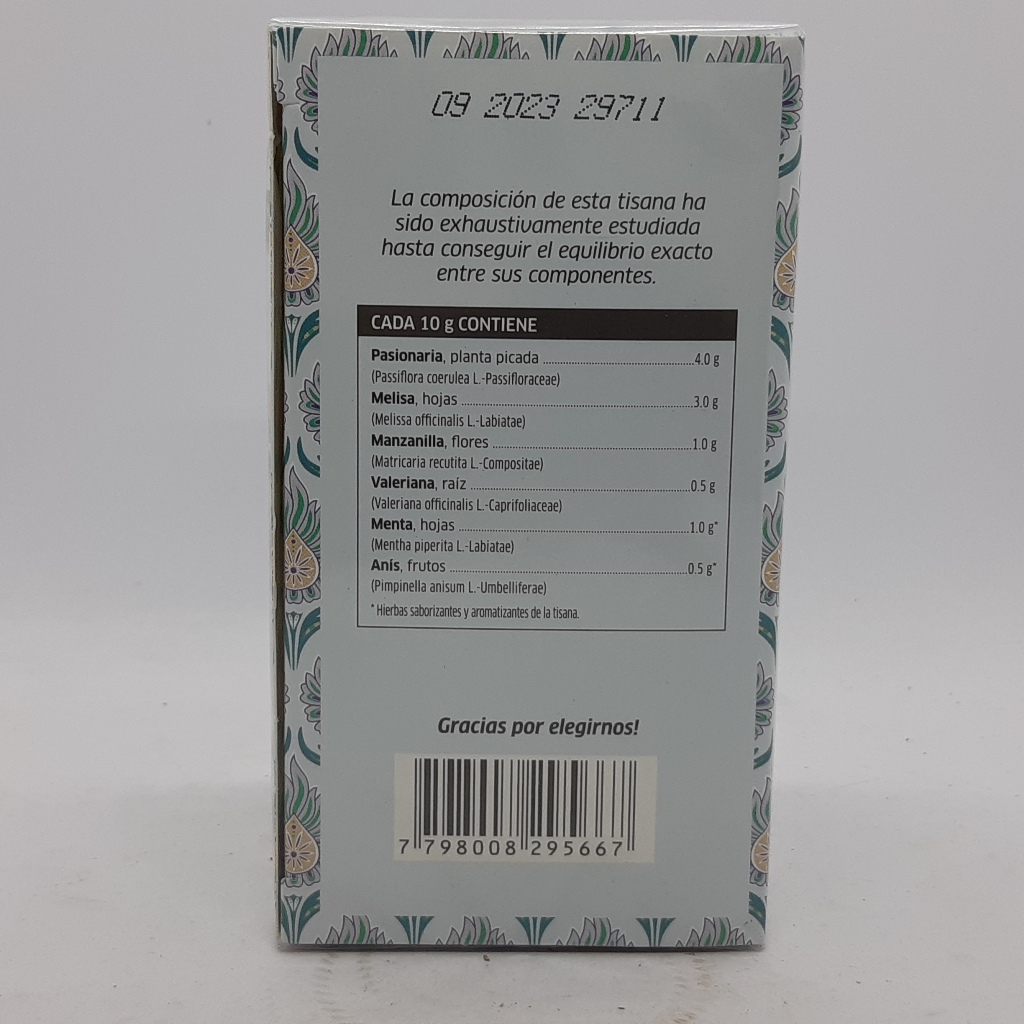 09 2023 29711
La composición de esta tisana ha
sido exhaustivamente estudiada
hasta conseguir el equilibrio exacto
entre sus componentes.
CADA 10 g CONTIENE
Pasionaria, planta picada ........ 4.0 g
(Passiflora coerulea L.-Passifloraceae)
Melisa, hojas ........ 3.0 g
(Melissa officinalis L.-Labiatae)
Manzanilla, flores ........ 1.0 g
(Matricaria recutita L.-Compositae)
Valeriana, raíz ........ 0.5 g
(Valeriana officinalis L.-Caprifoliaceae)
Menta, hojas ........ 1.0 g*
(Mentha piperita L.-Labiatae)
Anís, frutos ........ 0.5 g*
(Pimpinella anisum L.-Umbelliferae)
* Hierbas saborizantes y aromatizantes de la tisana.
Gracias por elegirnos!
7 798008 295667